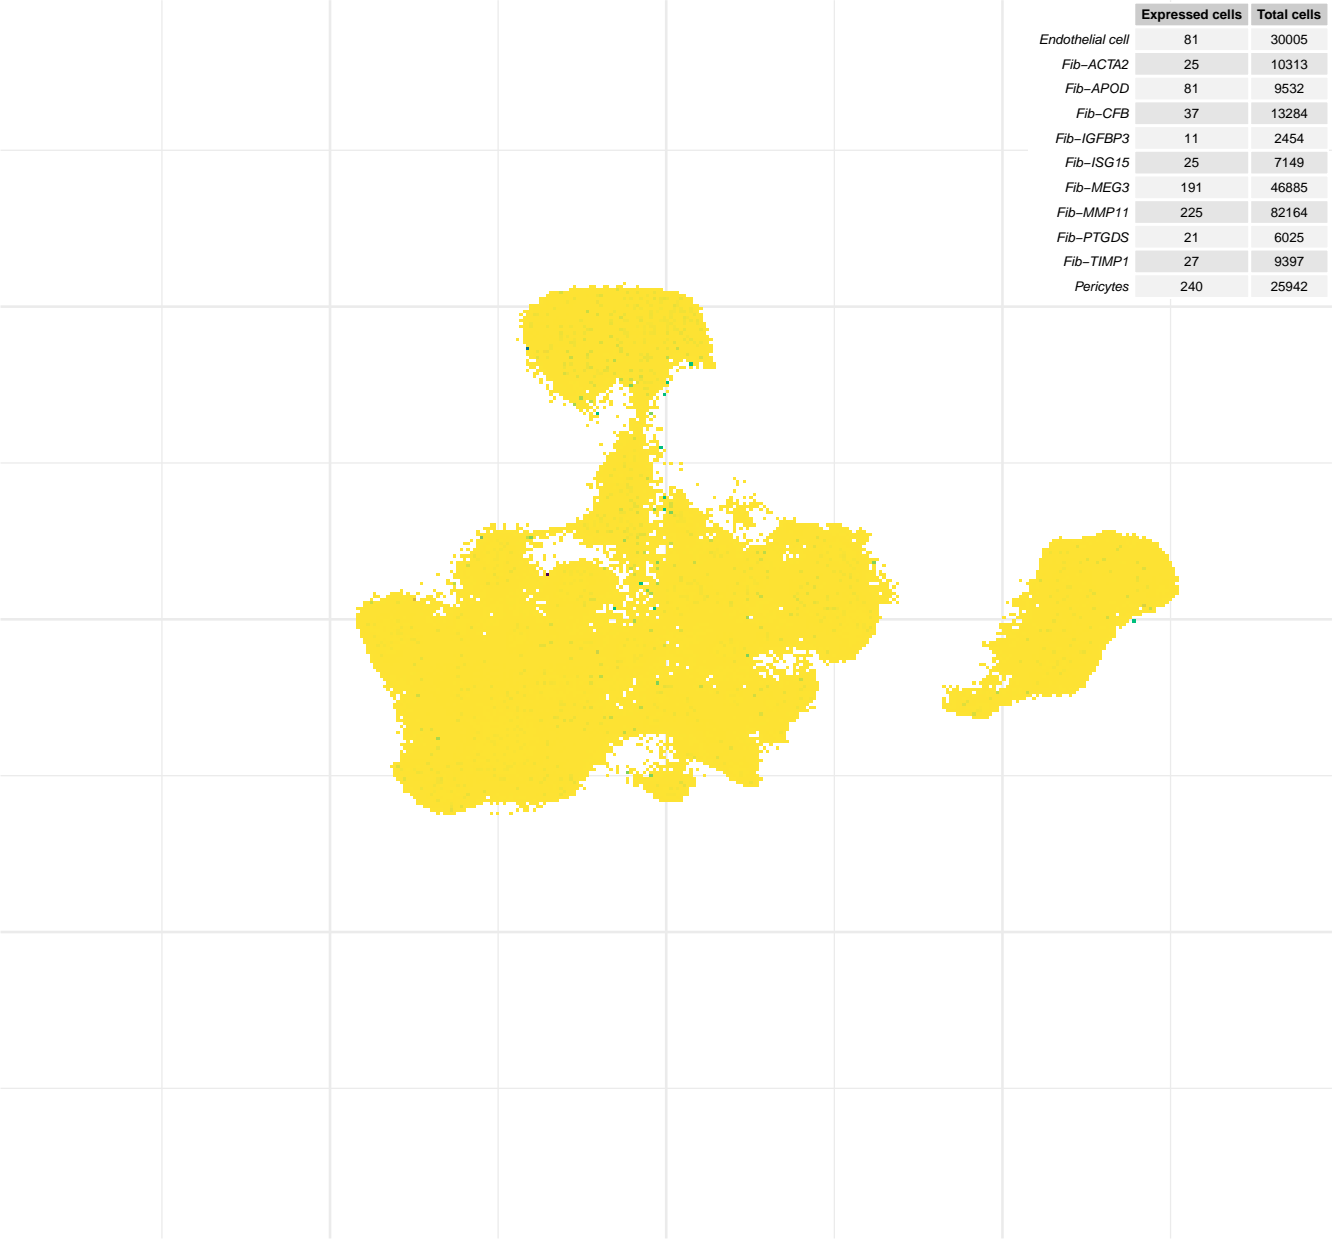 Expressed cells Total cells
Endothelial cell 81 30005
Fib−ACTA2 25 10313
Fib−APOD 81 9532
Fib−CFB 37 13284
Fib−IGFBP3 11 2454
Fib−ISG15 25 7149
Fib−MEG3 191 46885
Fib−MMP11 225 82164
Fib−PTGDS 21 6025
Fib−TIMP1 27 9397
Pericytes 240 25942